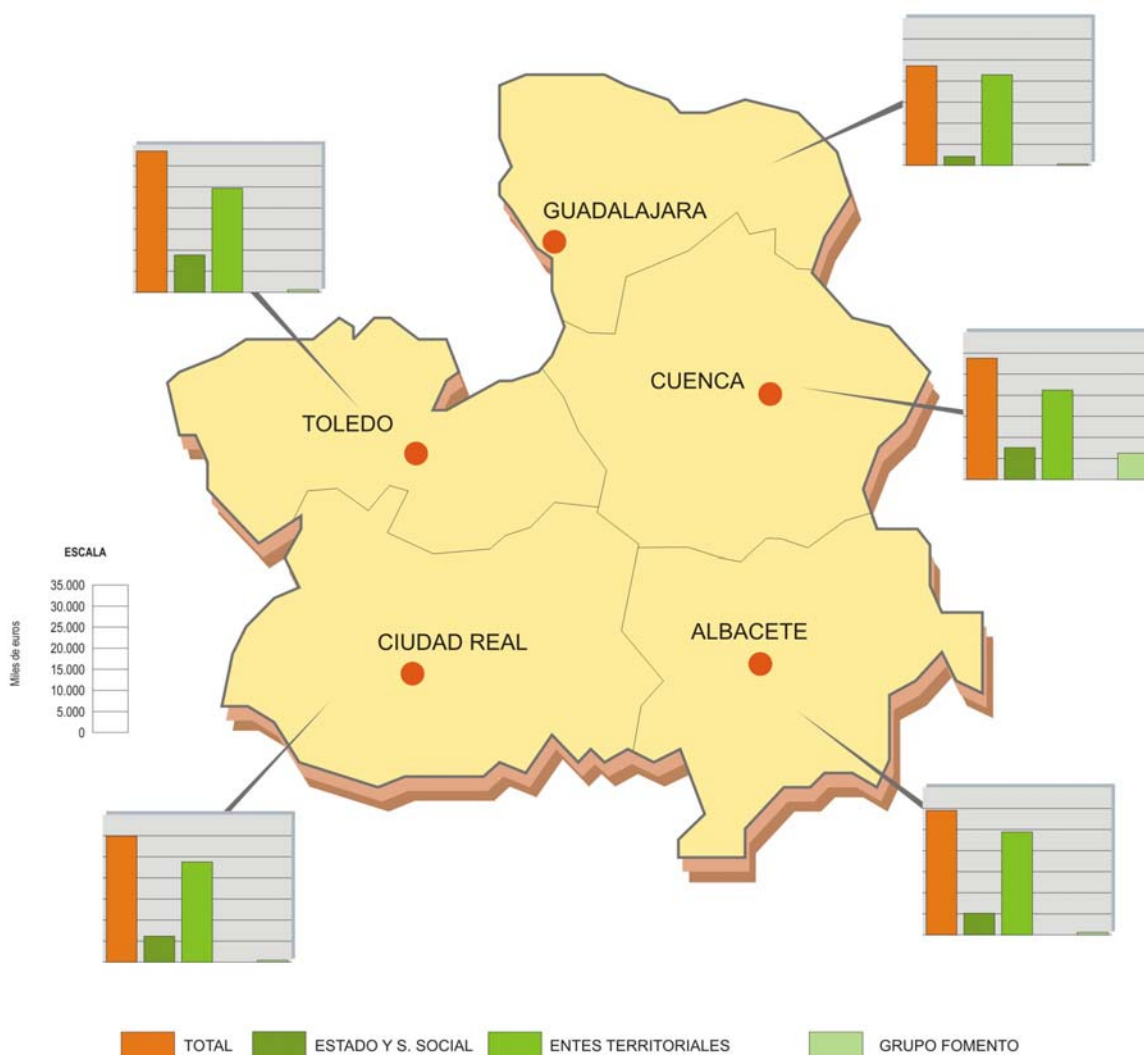 GUADALAJARA
CUENCA
TOLEDO
ESCALA
Miles de euros
35.000
30.000
25.000
20.000
15.000
10.000
5.000
0
CIUDAD REAL
ALBACETE
TOTAL
ESTADO Y S. SOCIAL
ENTES TERRITORIALES
GRUPO FOMENTO